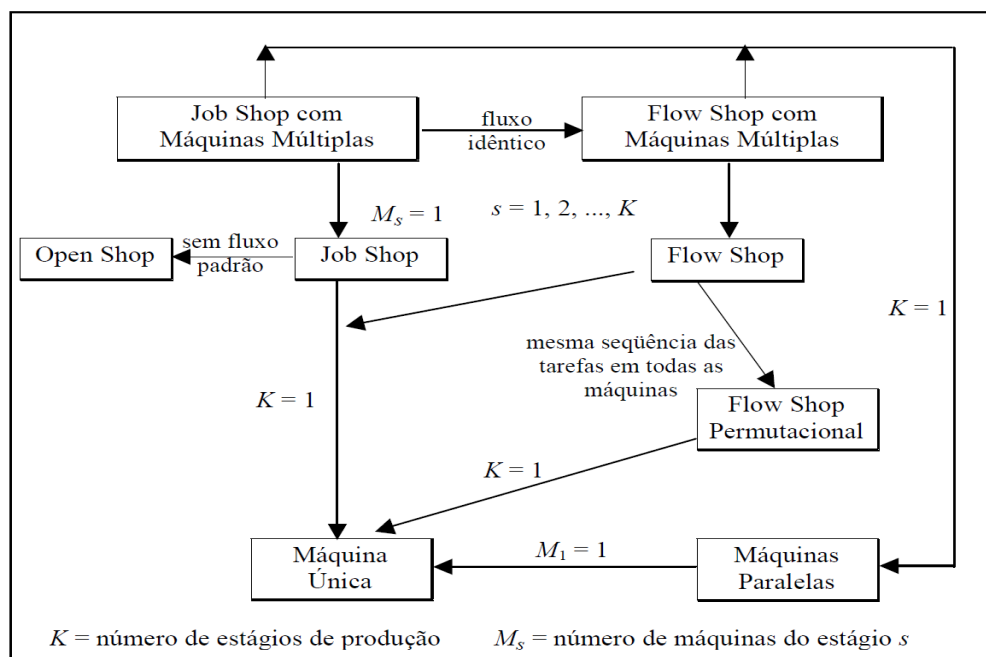 Job Shop com
Máquinas Múltiplas
fluxo
idêntico
Flow Shop com
Máquinas Múltiplas
M_s = 1
s = 1, 2, ..., K
Open Shop
sem fluxo
padrão
Job Shop
Flow Shop
K = 1
mesma seqüência das
tarefas em todas as
máquinas
K = 1
Flow Shop
Permutacional
K = 1
Máquina
Única
M₁ = 1
Máquinas
Paralelas
K = número de estágios de produção
M_s = número de máquinas do estágio s